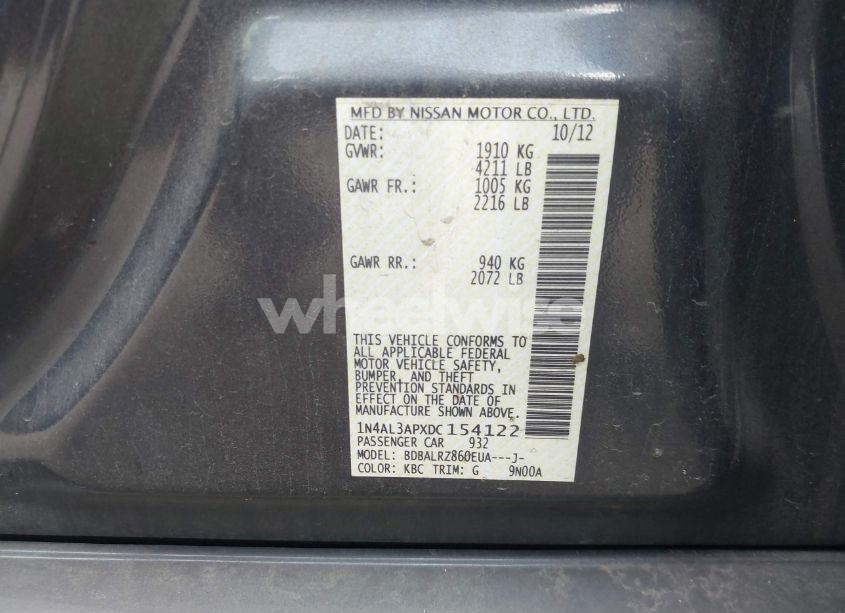 MFD BY NISSAN MOTOR CO., LTD.
DATE: 10/12
GVWR: 1910 KG
4211 LB
GAWR FR.: 1005 KG
2216 LB
GAWR RR.: 940 KG
2072 LB
wheelwise
THIS VEHICLE CONFORMS TO
ALL APPLICABLE FEDERAL
MOTOR VEHICLE SAFETY,
BUMPER, AND THEFT
PREVENTION STANDARDS IN
EFFECT ON THE DATE OF
MANUFACTURE SHOWN ABOVE.
1N4AL3APXDC154122
PASSENGER CAR 932
MODEL: BDBALRZ860EUA---J-
COLOR: KBC TRIM: G 9N00A